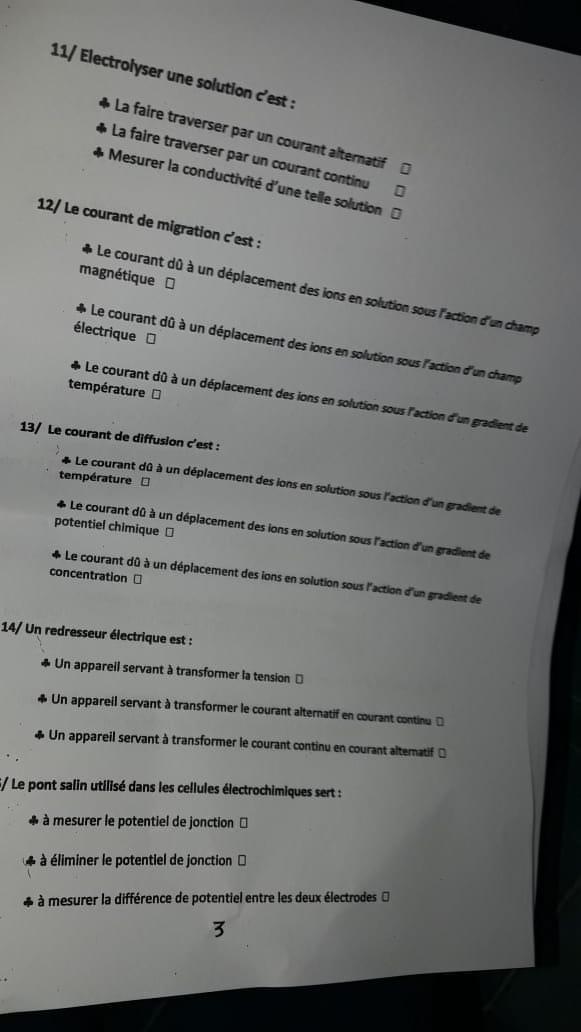 11/ Electrolyser une solution c'est :
♣ La faire traverser par un courant alternatif □
♣ La faire traverser par un courant continu □
♣ Mesurer la conductivité d'une telle solution □
12/ Le courant de migration c'est :
♣ Le courant dû à un déplacement des ions en solution sous l'action d'un champ
magnétique □
♣ Le courant dû à un déplacement des ions en solution sous l'action d'un champ
électrique □
♣ Le courant dû à un déplacement des ions en solution sous l'action d'un gradient de
température □
13/ Le courant de diffusion c'est :
♣ Le courant dû à un déplacement des ions en solution sous l'action d'un gradient de
température □
♣ Le courant dû à un déplacement des ions en solution sous l'action d'un gradient de
potentiel chimique □
♣ Le courant dû à un déplacement des ions en solution sous l'action d'un gradient de
concentration □
14/ Un redresseur électrique est :
♣ Un appareil servant à transformer la tension □
♣ Un appareil servant à transformer le courant alternatif en courant continu □
♣ Un appareil servant à transformer le courant continu en courant alternatif □
/ Le pont salin utilisé dans les cellules électrochimiques sert :
♣ à mesurer le potentiel de jonction □
♣ à éliminer le potentiel de jonction □
♣ à mesurer la différence de potentiel entre les deux électrodes □
3